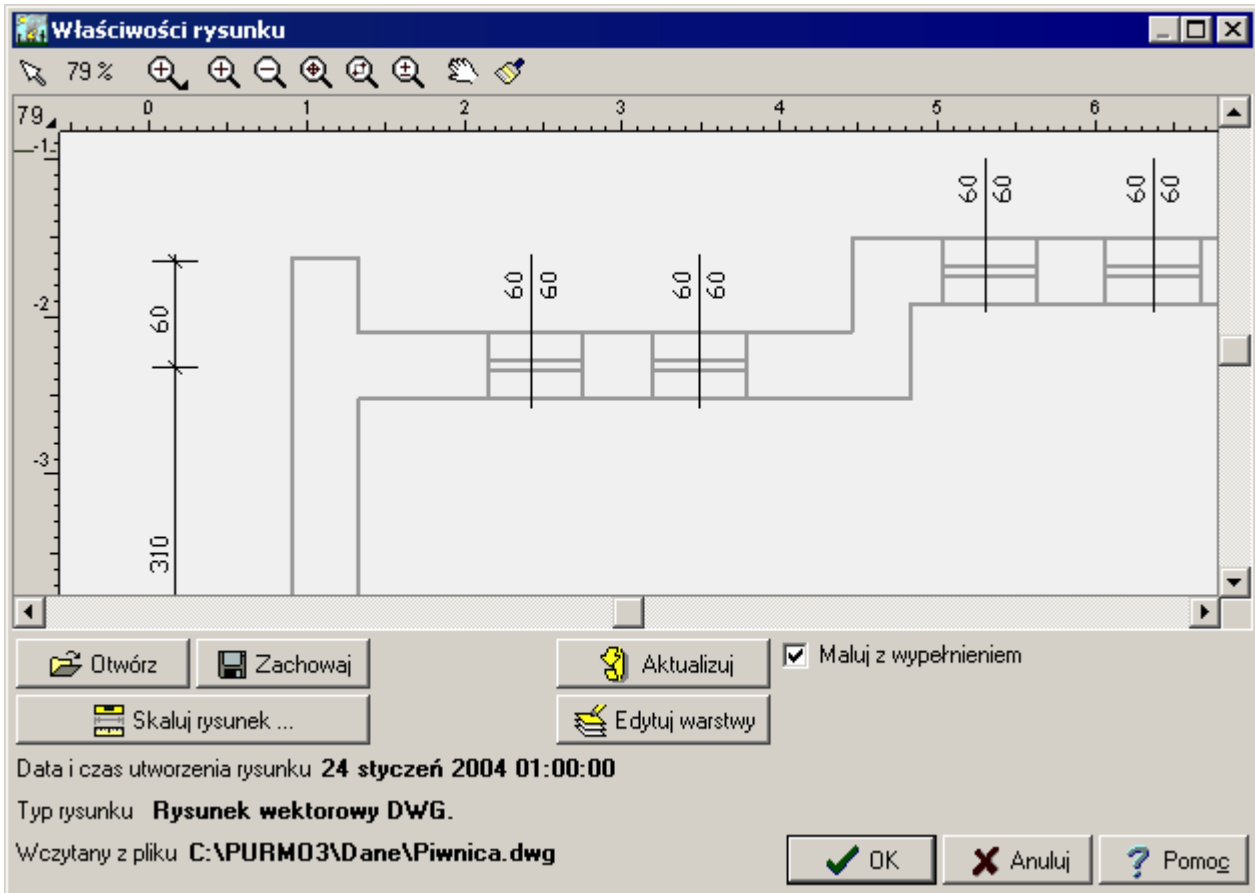 Właściwości rysunku
79 %
79
0 1 2 3 4 5 6
-1
-2
-3
60 60
60 60
60 60
60 60
60
310
Otwórz
Zachowaj
Aktualizuj
Maluj z wypełnieniem
Skaluj rysunek ...
Edytuj warstwy
Data i czas utworzenia rysunku 24 styczeń 2004 01:00:00
Typ rysunku Rysunek wektorowy DWG.
Wczytany z pliku C:\PURMO3\Dane\Piwnica.dwg
OK
Anuluj
Pomoc